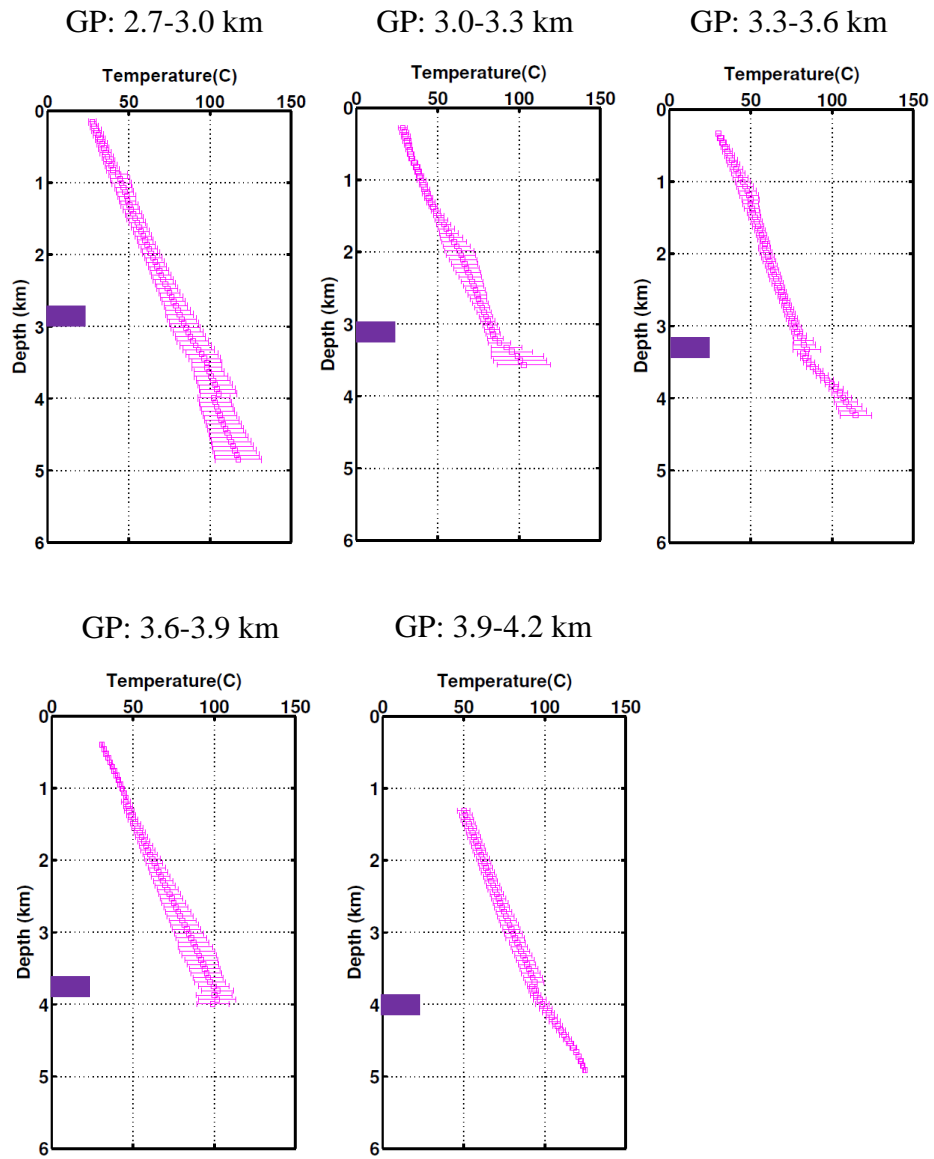 GP: 2.7-3.0 km GP: 3.0-3.3 km GP: 3.3-3.6 km
Temperature(C) Temperature(C) Temperature(C)
0 50 100 150 0 50 100 150 0 50 100 150
0 0 0
1 1 1
2 2 2
3 3 3
4 4 4
5 5 5
6 6 6
Depth (km) Depth (km) Depth (km)
GP: 3.6-3.9 km GP: 3.9-4.2 km
Temperature(C) Temperature(C)
0 50 100 150 0 50 100 150
0 0
1 1
2 2
3 3
4 4
5 5
6 6
Depth (km) Depth (km)